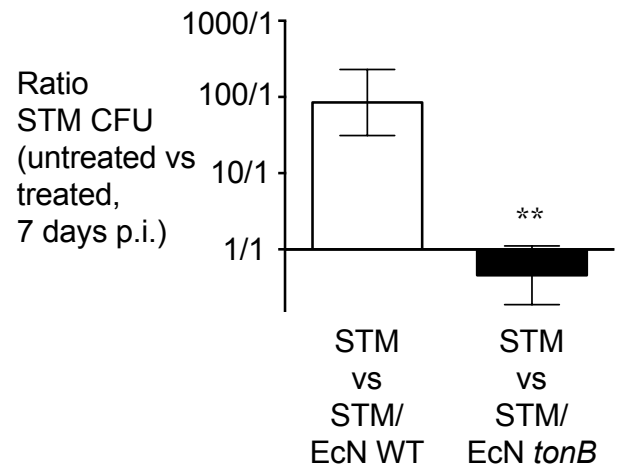 1000/1
100/1
10/1
1/1
Ratio
STM CFU
(untreated vs
treated,
7 days p.i.)
**
STM
vs
STM/
EcN WT
STM
vs
STM/
EcN tonB